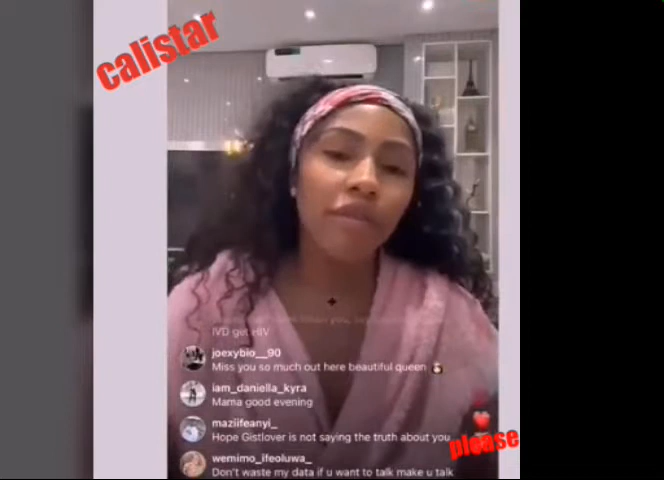 calistar
IVD get HIV
joexybio__90
Miss you so much out here beautiful queen
iam_daniella_kyra
Mama good evening
maziifeanyi_
Hope Gistlover is not saying the truth about you
wemimo_ifeoluwa_
Don't waste my data if u want to talk make u talk
please